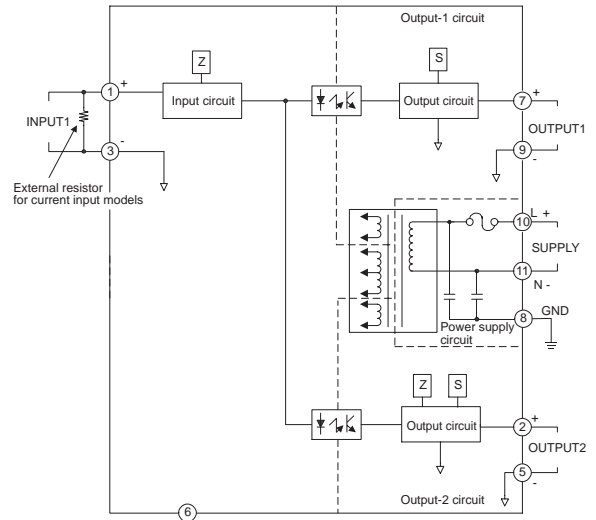 Output-1 circuit
Z
S
1
+
Input circuit
Output circuit
7
+
INPUT1
OUTPUT1
3
-
9
-
External resistor
for current input models
10
L +
SUPPLY
11
N -
8
GND
Power supply
circuit
Z
S
Output circuit
2
+
OUTPUT2
5
-
Output-2 circuit
6